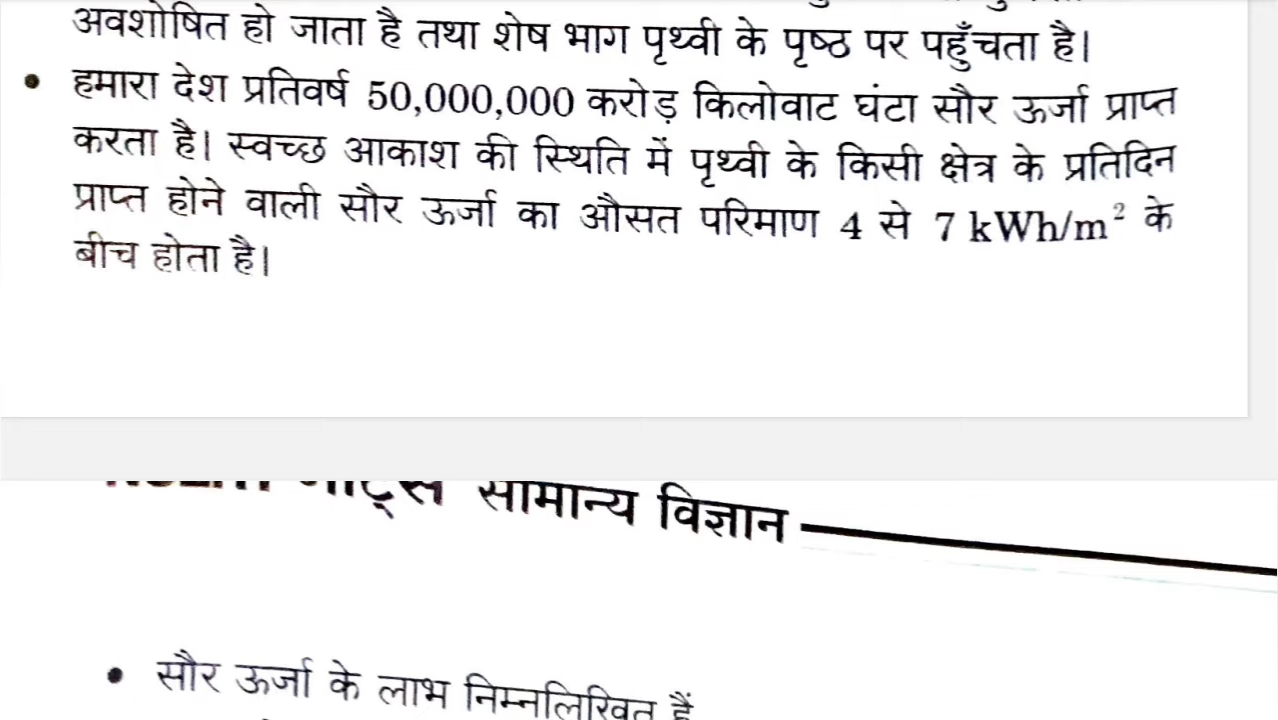 अवशोषित हो जाता है तथा शेष भाग पृथ्वी के पृष्ठ पर पहुँचता है।
• हमारा देश प्रतिवर्ष 50,000,000 करोड़ किलोवाट घंटा सौर ऊर्जा प्राप्त
करता है। स्वच्छ आकाश की स्थिति में पृथ्वी के किसी क्षेत्र के प्रतिदिन
प्राप्त होने वाली सौर ऊर्जा का औसत परिमाण 4 से 7 kWh/m² के
बीच होता है।
नोट्स सामान्य विज्ञान
• सौर ऊर्जा के लाभ निम्नलिखित हैं